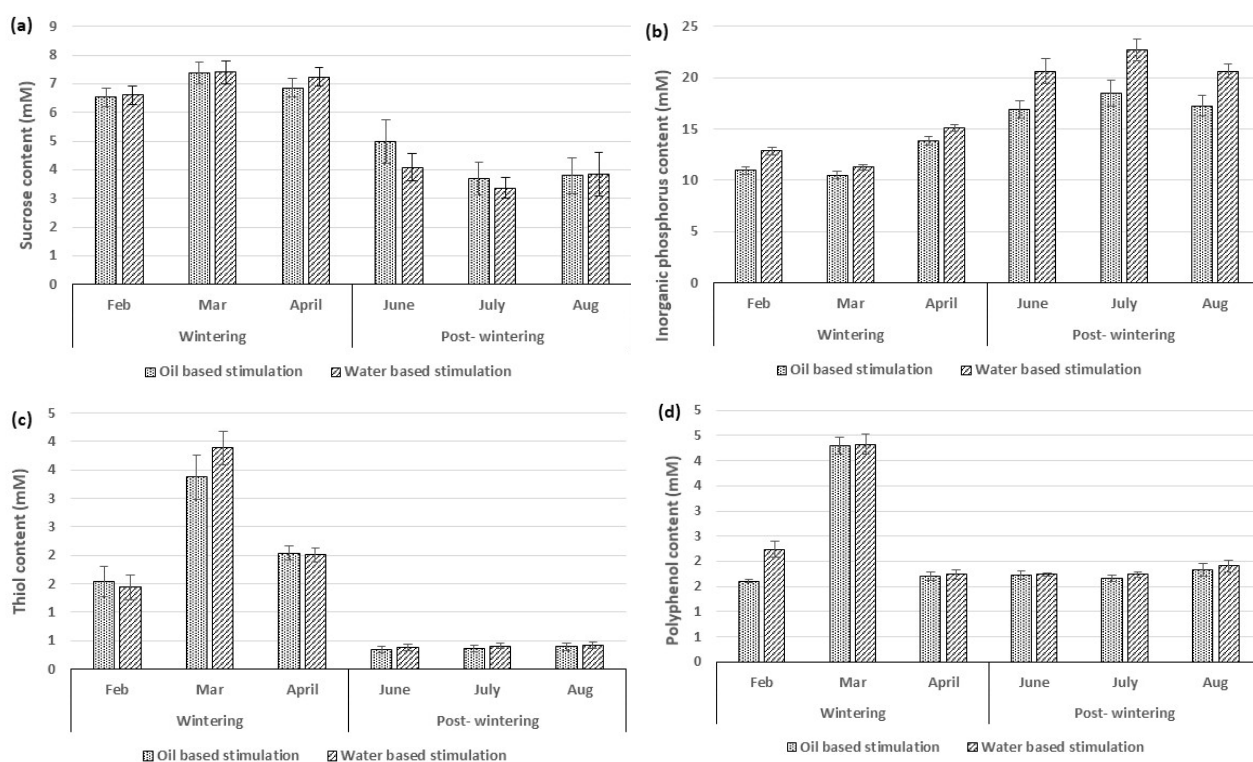 (a)
Sucrose content (mM)
9
8
7
6
5
4
3
2
1
0
Feb Mar April June July Aug
Wintering Post- wintering
Oil based stimulation Water based stimulation
(b)
Inorganic phosphorus content (mM)
25
20
15
10
5
0
Feb Mar April June July Aug
Wintering Post- wintering
Oil based stimulation Water based stimulation
(c)
Thiol content (mM)
5
4
4
3
3
2
2
1
1
0
Feb Mar April June July Aug
Wintering Post- wintering
Oil based stimulation Water based stimulation
(d)
Polyphenol content (mM)
5
5
4
4
3
3
2
2
1
1
0
Feb Mar April June July Aug
Wintering Post- wintering
Oil based stimulation Water based stimulation